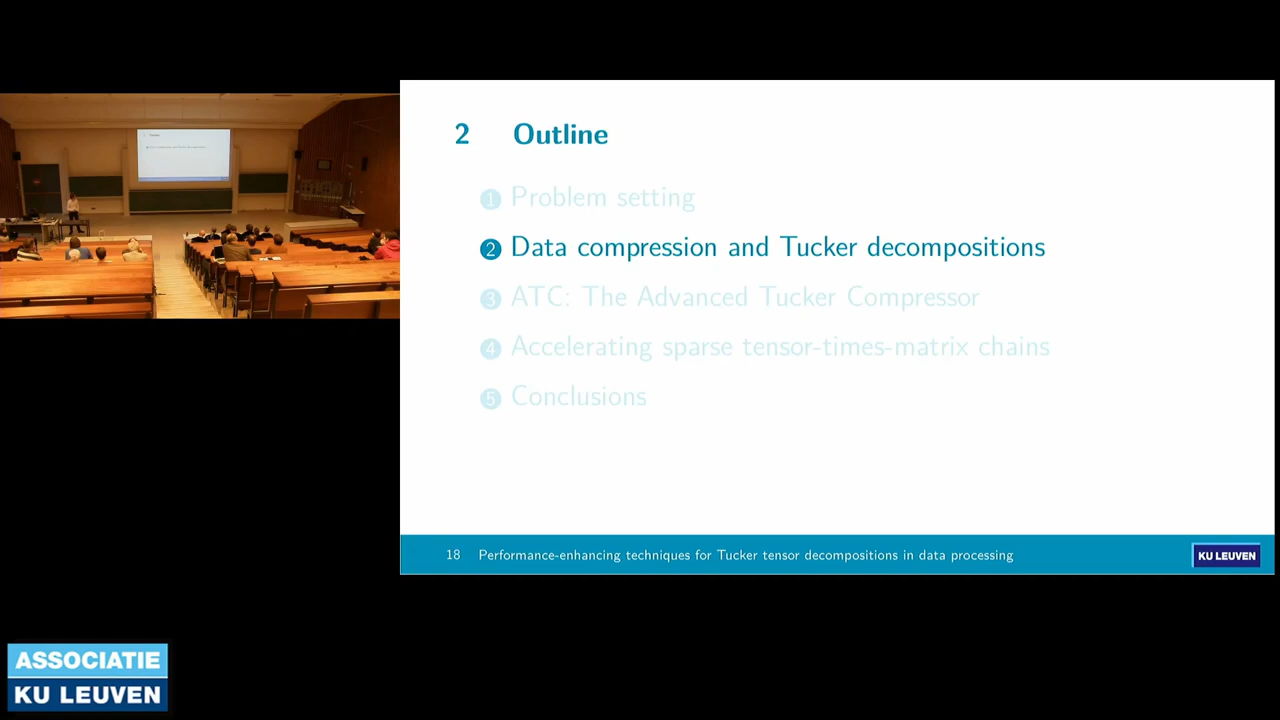 2 Outline
1 Problem setting
2 Data compression and Tucker decompositions
3 ATC: The Advanced Tucker Compressor
4 Accelerating sparse tensor-times-matrix chains
5 Conclusions
18 Performance-enhancing techniques for Tucker tensor decompositions in data processing
KU LEUVEN
ASSOCIATIE
KU LEUVEN